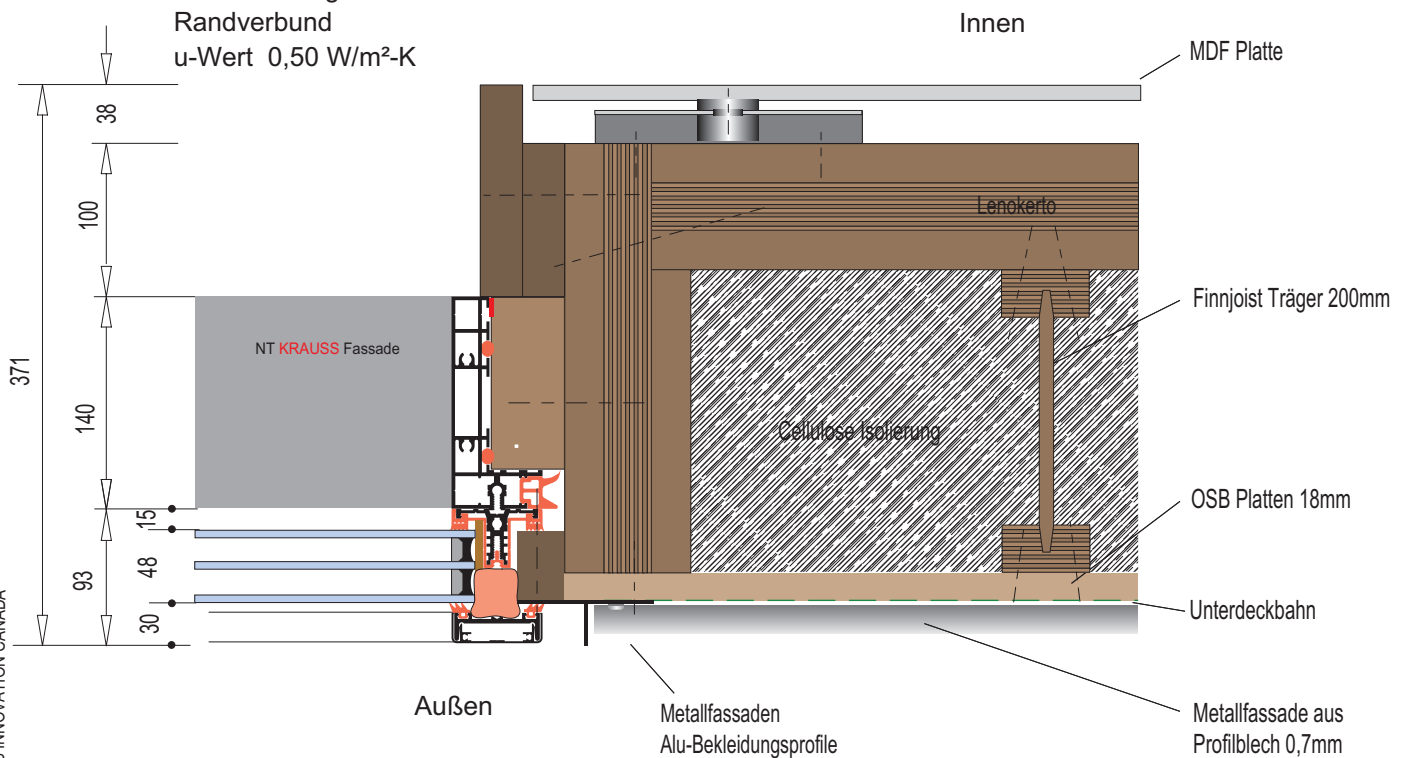 Randverbund
u-Wert 0,50 W/m²-K
Innen
MDF Platte
38
100
Lenokerto
371
NT KRAUSS Fassade
Finnjoist Träger 200mm
140
Cellulose Isolierung
OSB Platten 18mm
15
48
93
30
Unterdeckbahn
INNOVATION CANADA
Außen
Metallfassaden
Alu-Bekleidungsprofile
Metallfassade aus
Profilblech 0,7mm